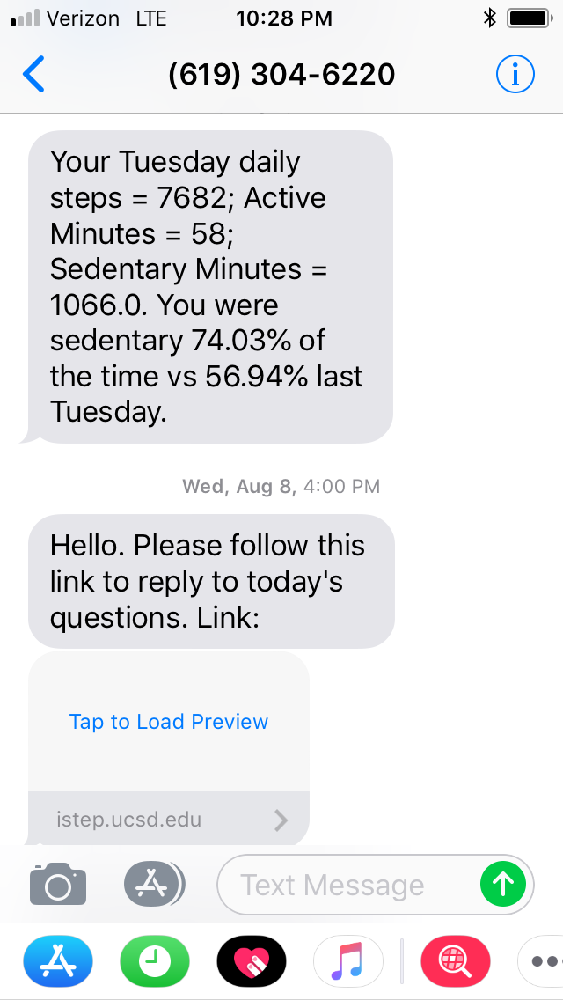 Verizon LTE 10:28 PM
(619) 304-6220
Your Tuesday daily
steps = 7682; Active
Minutes = 58;
Sedentary Minutes =
1066.0. You were
sedentary 74.03% of
the time vs 56.94% last
Tuesday.
Wed, Aug 8, 4:00 PM
Hello. Please follow this
link to reply to today's
questions. Link:
Tap to Load Preview
istep.ucsd.edu
Text Message